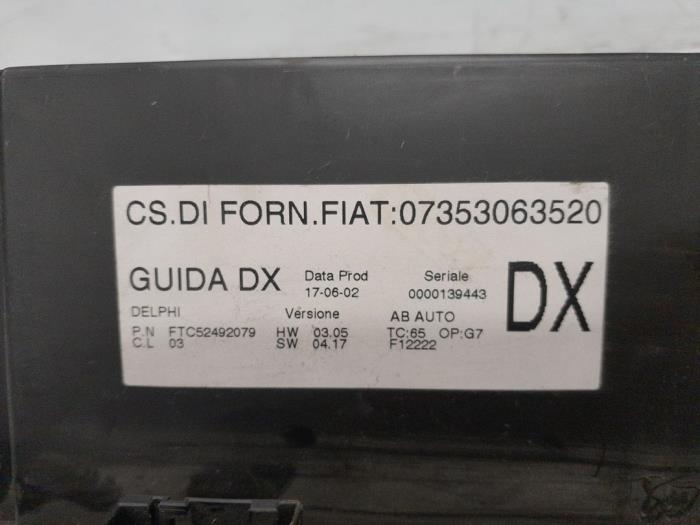 CS.DI FORN.FIAT:07353063520
GUIDA DX Data Prod Seriale DX
17-06-02 0000139443
DELPHI Versione AB AUTO
P.N FTC52492079 HW 03.05 TC:65 OP:G7
C.L 03 SW 04.17 F12222